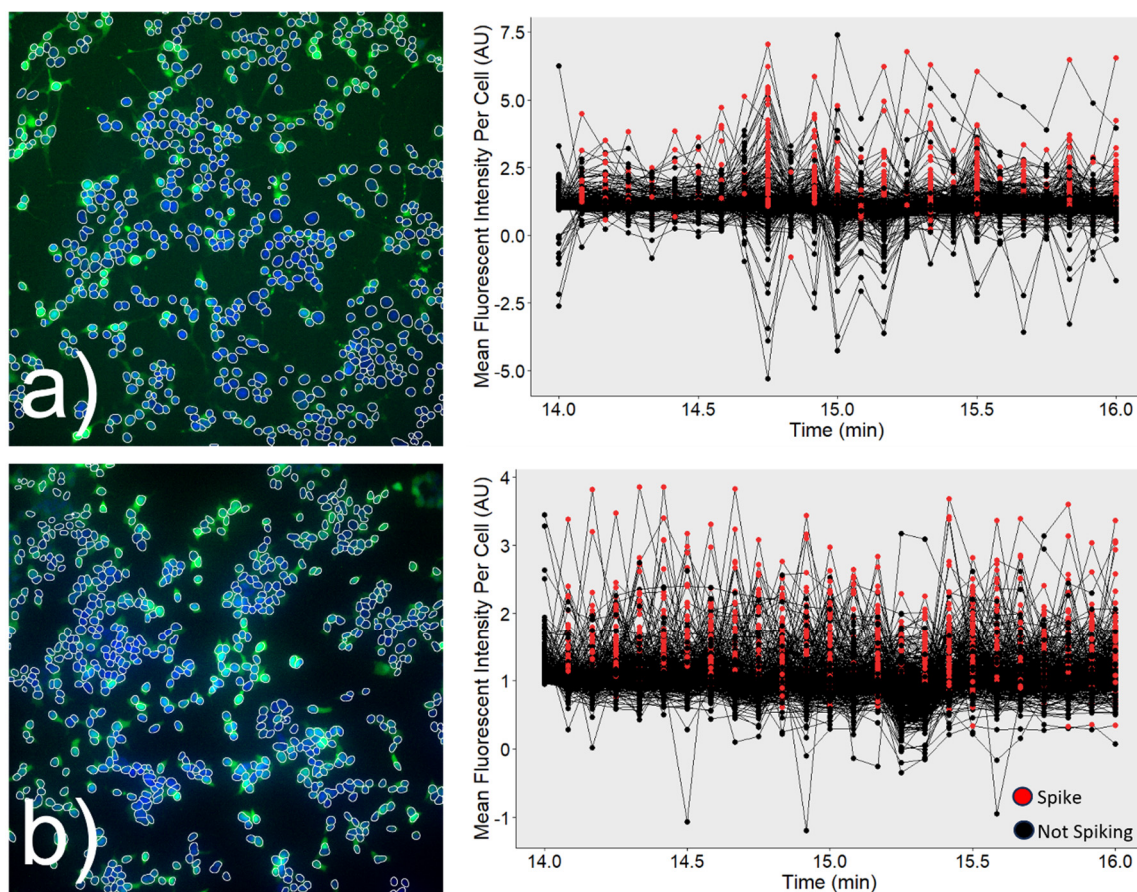 a)
Mean Fluorescent Intensity Per Cell (AU)
7.5
5.0
2.5
0.0
-2.5
-5.0
14.0 14.5 15.0 15.5 16.0
Time (min)
b)
Mean Fluorescent Intensity Per Cell (AU)
4
3
2
1
0
-1
Spike
Not Spiking
14.0 14.5 15.0 15.5 16.0
Time (min)